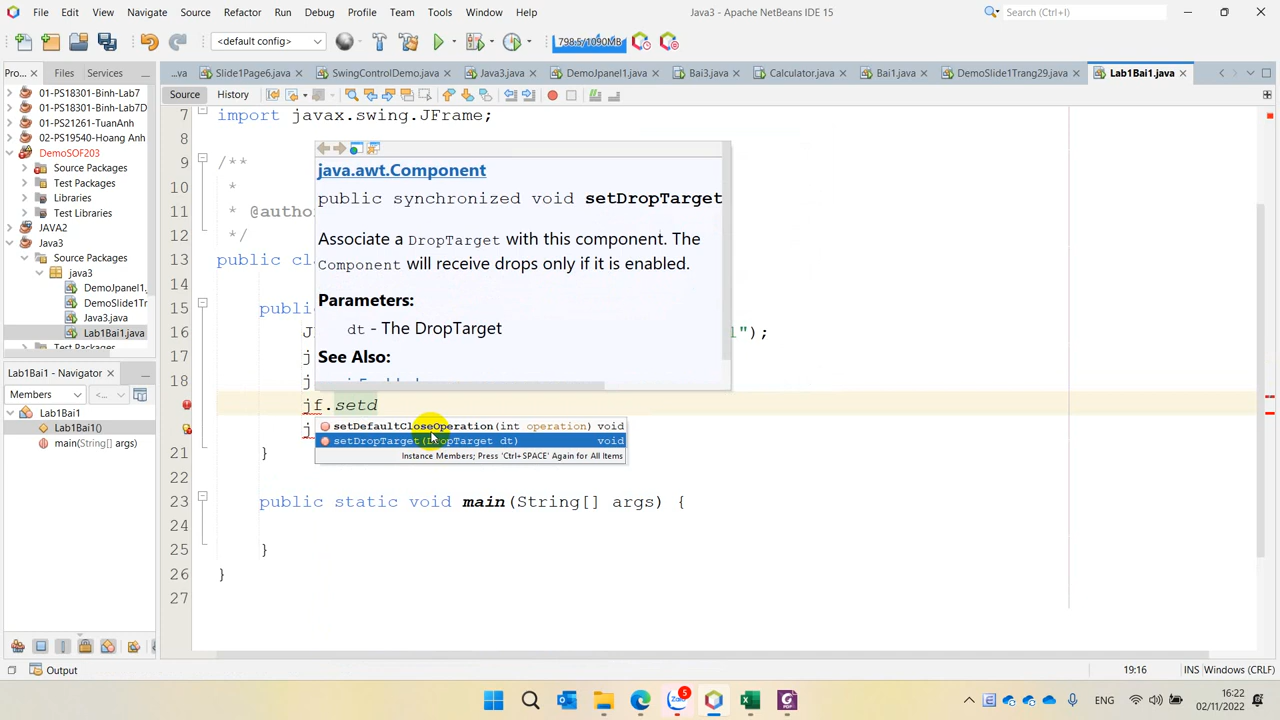 File Edit View Navigate Source Refactor Run Debug Profile Team Tools Window Help
Java3 - Apache NetBeans IDE 15
Search (Ctrl+I)
<default config>
798.5/1090MB
Pro... Files Services
...va Slide1Page6.java SwingControlDemo.java Java3.java DemoJpanel1.java Bai3.java Calculator.java Bai1.java DemoSlide1Trang29.java Lab1Bai1.java
Source History
01-PS18301-Binh-Lab7
01-PS18301-Binh-Lab7D
01-PS21261-TuanAnh
02-PS19540-Hoang Anh
DemoSOF203
Source Packages
Test Packages
Libraries
Test Libraries
JAVA2
Java3
Source Packages
java3
DemoJpanel1.j
DemoSlide1Tr
Java3.java
Lab1Bai1.java
Test Packages
Lab1Bai1 - Navigator
Members
<...>
Lab1Bai1
Lab1Bai1()
main(String[] args)
7 import javax.swing.JFrame;
8
9 /**
10 *
11 * @autho
12 */
13 public cl
14
15 publi
16 J 1");
17 j
18 j
jf.setd
j
21 }
22
23 public static void main(String[] args) {
24
25 }
26 }
27
java.awt.Component
public synchronized void setDropTarget
Associate a DropTarget with this component. The
Component will receive drops only if it is enabled.
Parameters:
dt - The DropTarget
See Also:
setDefaultCloseOperation(int operation) void
setDropTarget(DropTarget dt) void
Instance Members; Press 'Ctrl+SPACE' Again for All Items
Output
19:16 INS Windows (CRLF)
Zalo 5
PDF
ENG
16:22
02/11/2022